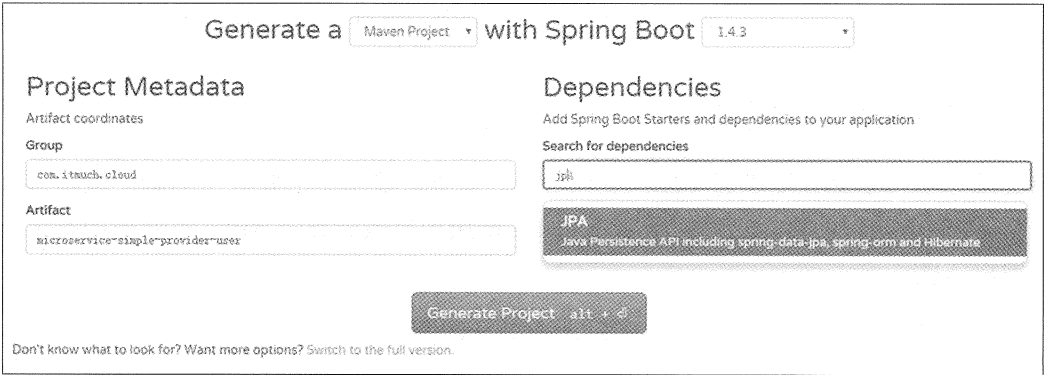 Generate a Maven Project with Spring Boot 1.4.3
Project Metadata
Artifact coordinates
Group
com.itmuch.cloud
Artifact
microservice-simple-provider-user
Dependencies
Add Spring Boot Starters and dependencies to your application
Search for dependencies
jpa
JPA
Java Persistence API including spring-data-jpa, spring-orm and Hibernate
Generate Project alt + ⏎
Don't know what to look for? Want more options? Switch to the full version.